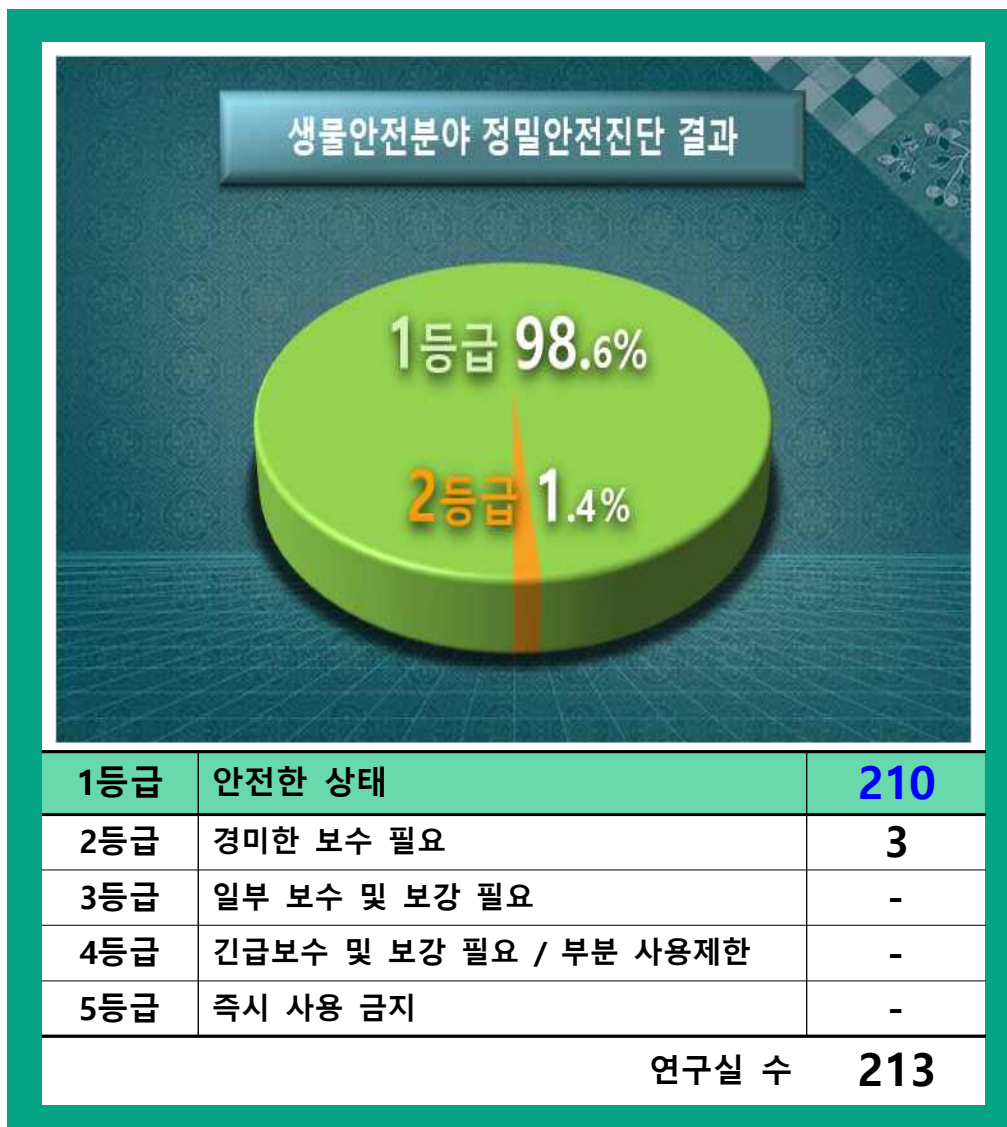 생물안전분야 정밀안전진단 결과
1등급 98.6%
2등급 1.4%
1등급 안전한 상태 210
2등급 경미한 보수 필요 3
3등급 일부 보수 및 보강 필요 -
4등급 긴급보수 및 보강 필요 / 부분 사용제한 -
5등급 즉시 사용 금지 -
연구실 수 213